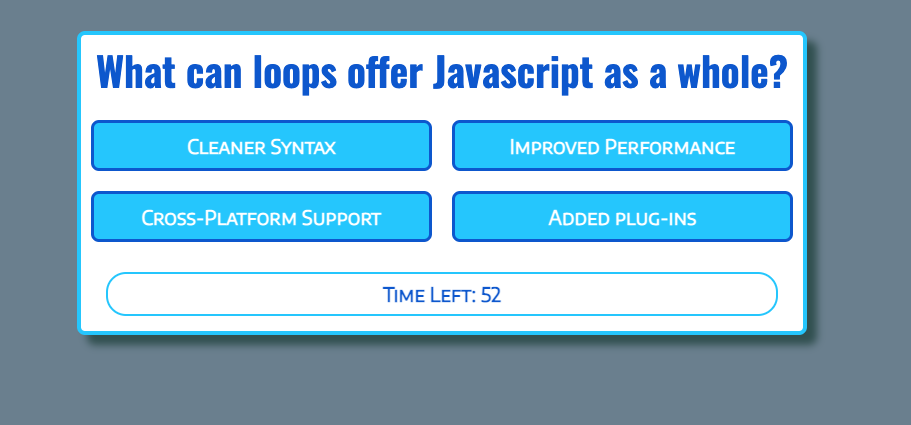 What can loops offer Javascript as a whole?
Cleaner Syntax
Improved Performance
Cross-Platform Support
Added plug-ins
Time Left: 52